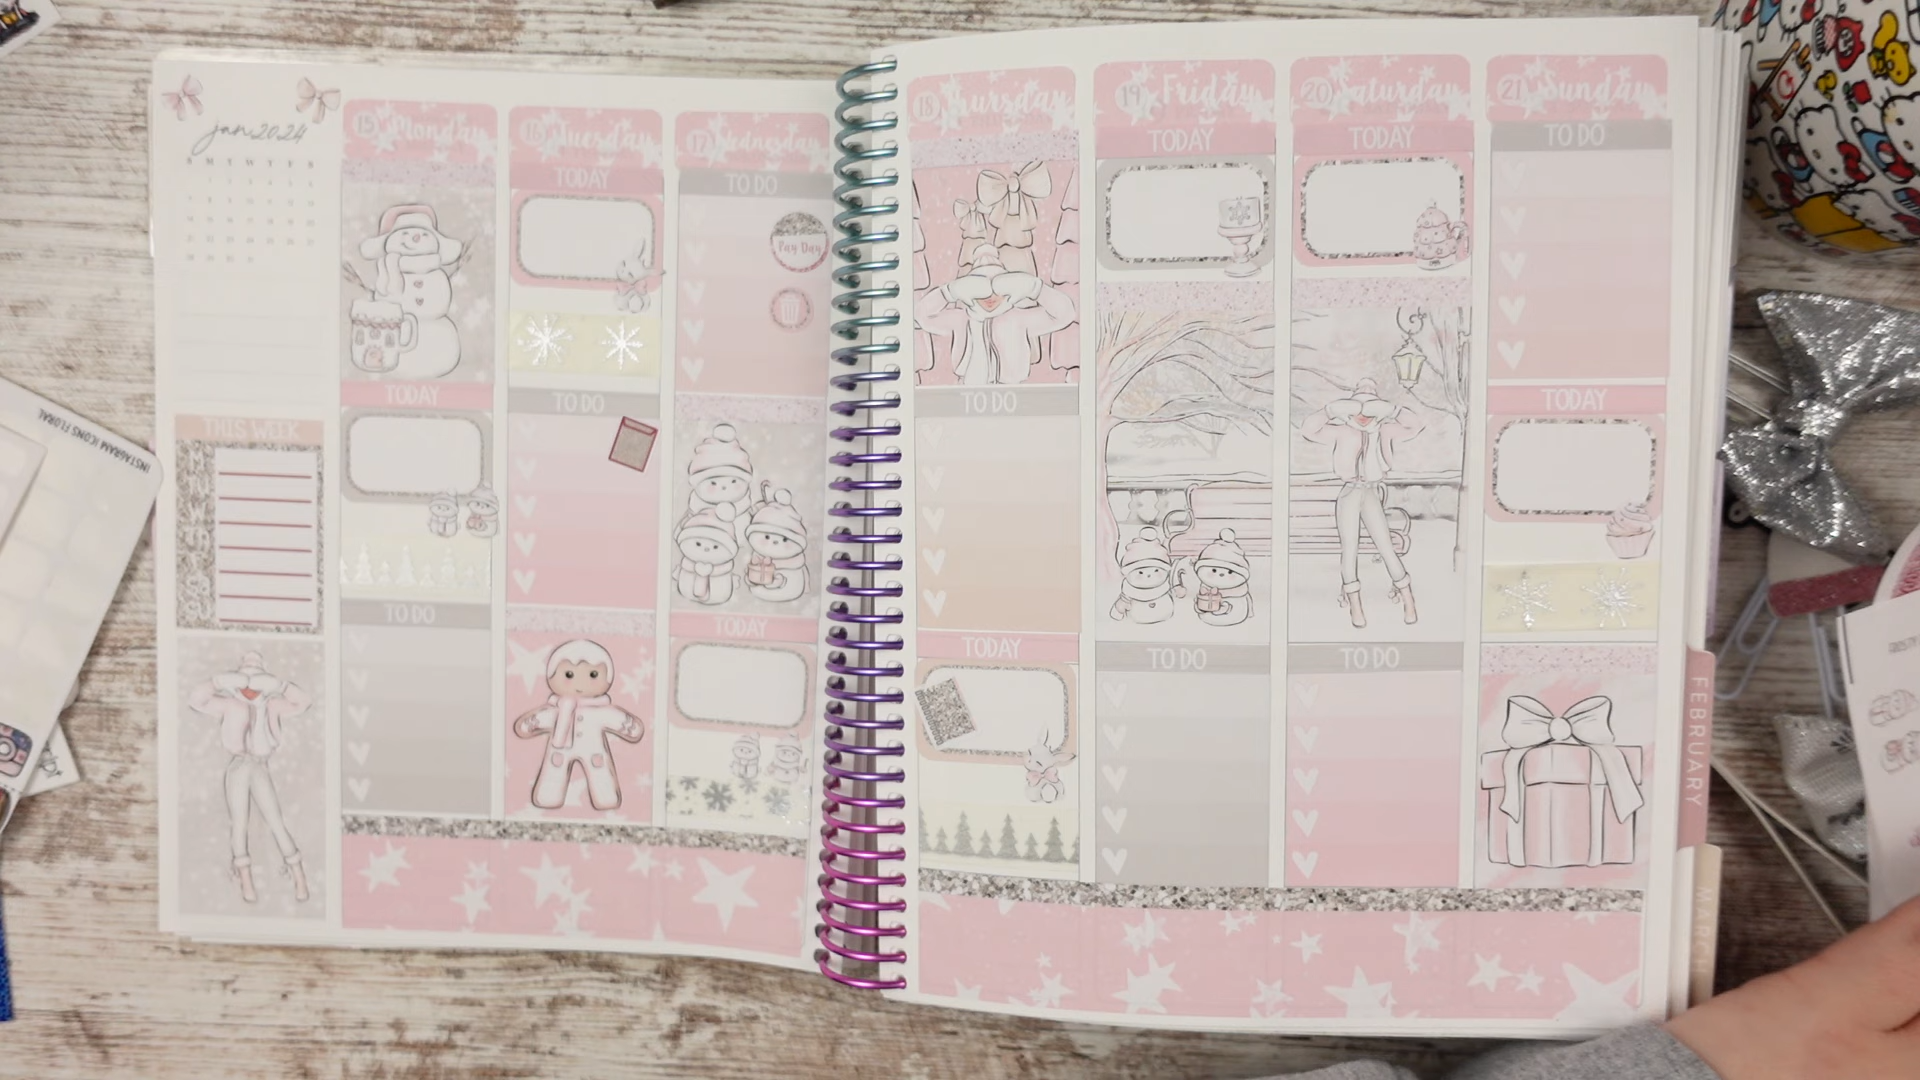 jan 2024
S M T W T F S
THIS WEEK
15 Monday
TODAY
TO DO
16 Tuesday
TODAY
TO DO
17 Wednesday
TO DO
Pay Day
TODAY
18 Thursday
TO DO
TODAY
19 Friday
TODAY
TO DO
20 Saturday
TODAY
TO DO
21 Sunday
TO DO
TODAY
FEBRUARY
MARCH
INSTAGRAM ICONS FLORAL